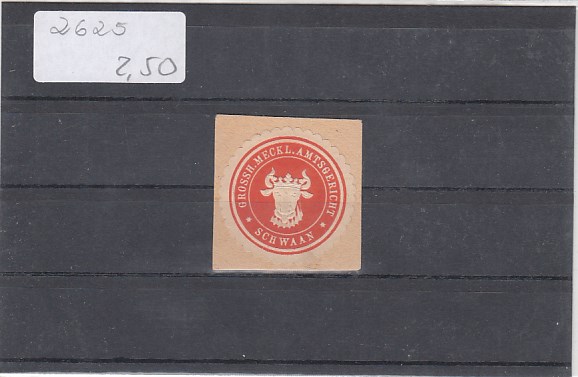 2625
2,50
GROSSH. MECKL. AMTSGERICHT
* SCHWAAN *